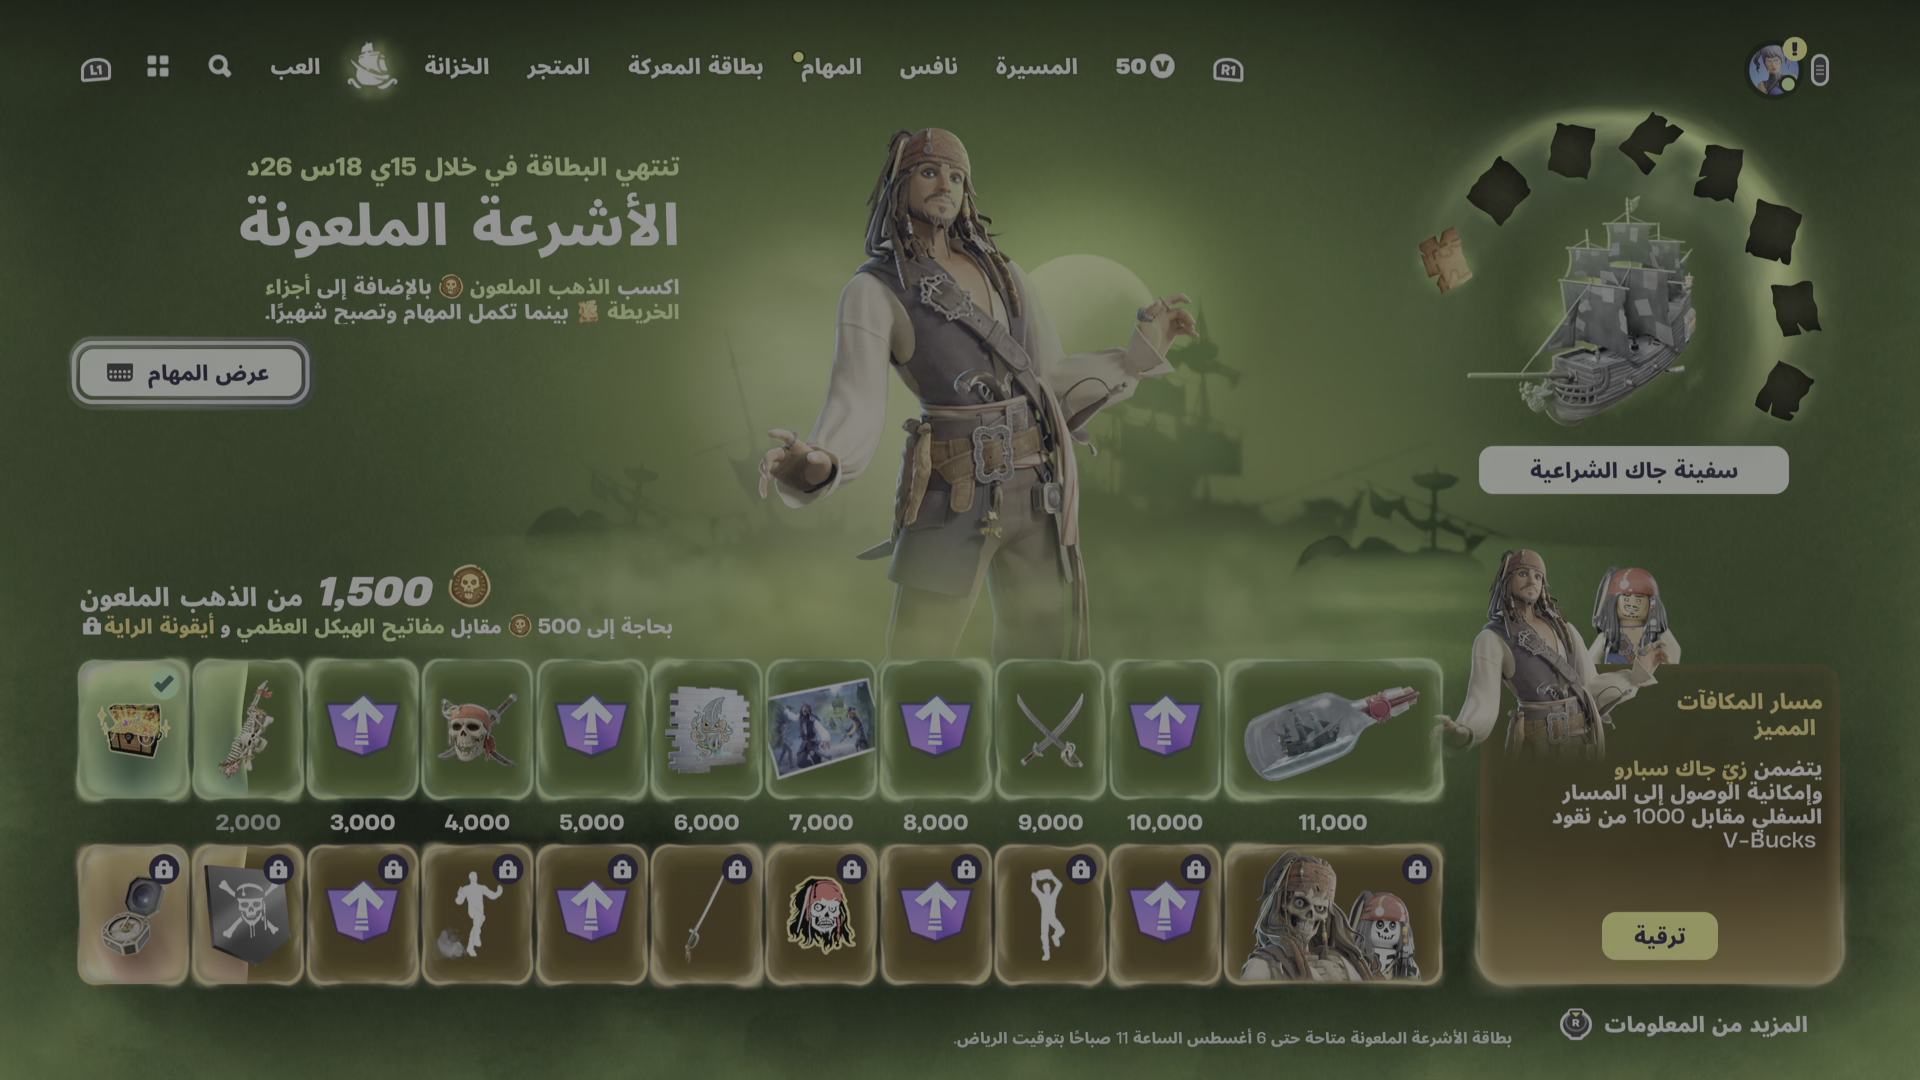 L1
العب
الخزانة
المتجر
بطاقة المعركة
المهام
نافس
المسيرة
50
R1
!
تنتهي البطاقة في خلال 15ي 18س 26د
الأشرعة الملعونة
اكسب الذهب الملعون بالإضافة إلى أجزاء
الخريطة بينما تكمل المهام وتصبح شهيرًا.
عرض المهام
سفينة جاك الشراعية
1,500 من الذهب الملعون
بحاجة إلى 500 مقابل مفاتيح الهيكل العظمي و أيقونة الراية
2,000
3,000
4,000
5,000
6,000
7,000
8,000
9,000
10,000
11,000
مسار المكافآت
المميز
يتضمن زيّ جاك سبارو
وإمكانية الوصول إلى المسار
السفلي مقابل 1000 من نقود
V-Bucks
ترقية
المزيد من المعلومات
R
بطاقة الأشرعة الملعونة متاحة حتى 6 أغسطس الساعة 11 صباحًا بتوقيت الرياض.